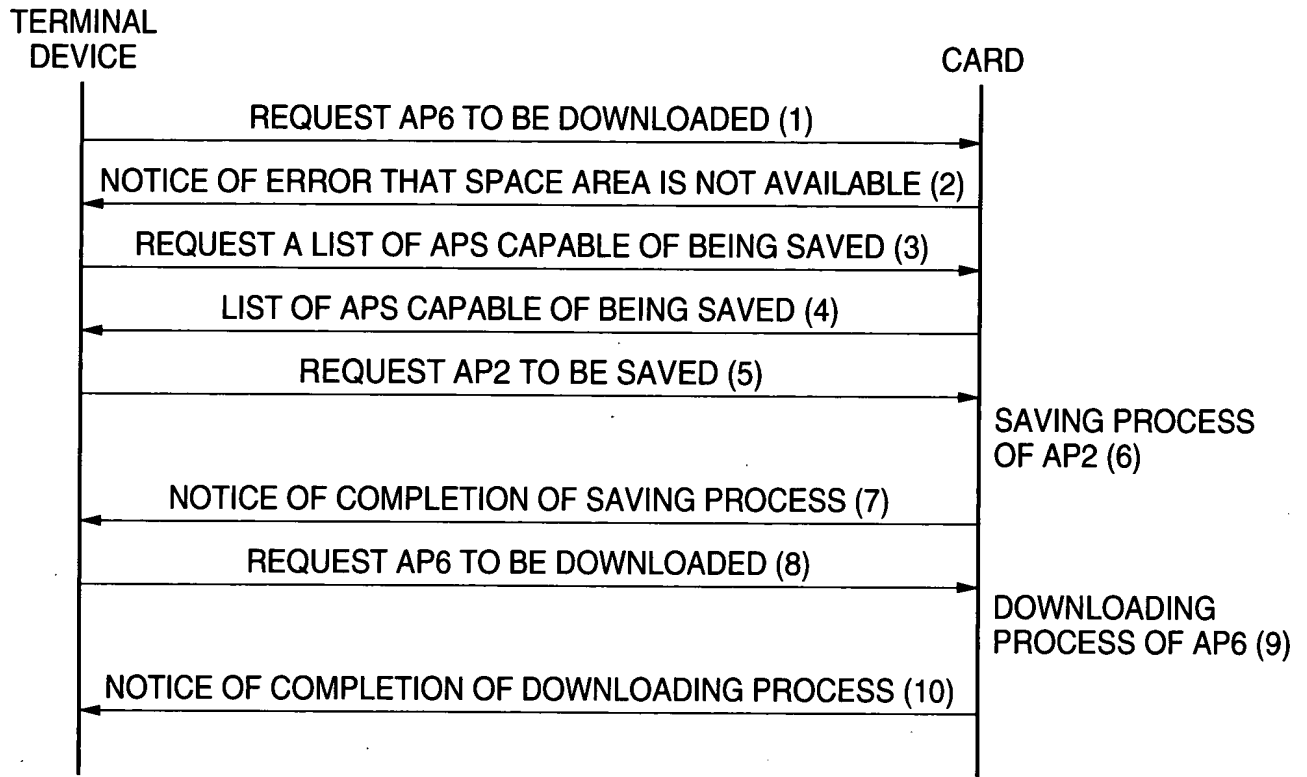 TERMINAL
DEVICE
CARD
REQUEST AP6 TO BE DOWNLOADED (1)
NOTICE OF ERROR THAT SPACE AREA IS NOT AVAILABLE (2)
REQUEST A LIST OF APS CAPABLE OF BEING SAVED (3)
LIST OF APS CAPABLE OF BEING SAVED (4)
REQUEST AP2 TO BE SAVED (5)
SAVING PROCESS
OF AP2 (6)
NOTICE OF COMPLETION OF SAVING PROCESS (7)
REQUEST AP6 TO BE DOWNLOADED (8)
DOWNLOADING
PROCESS OF AP6 (9)
NOTICE OF COMPLETION OF DOWNLOADING PROCESS (10)